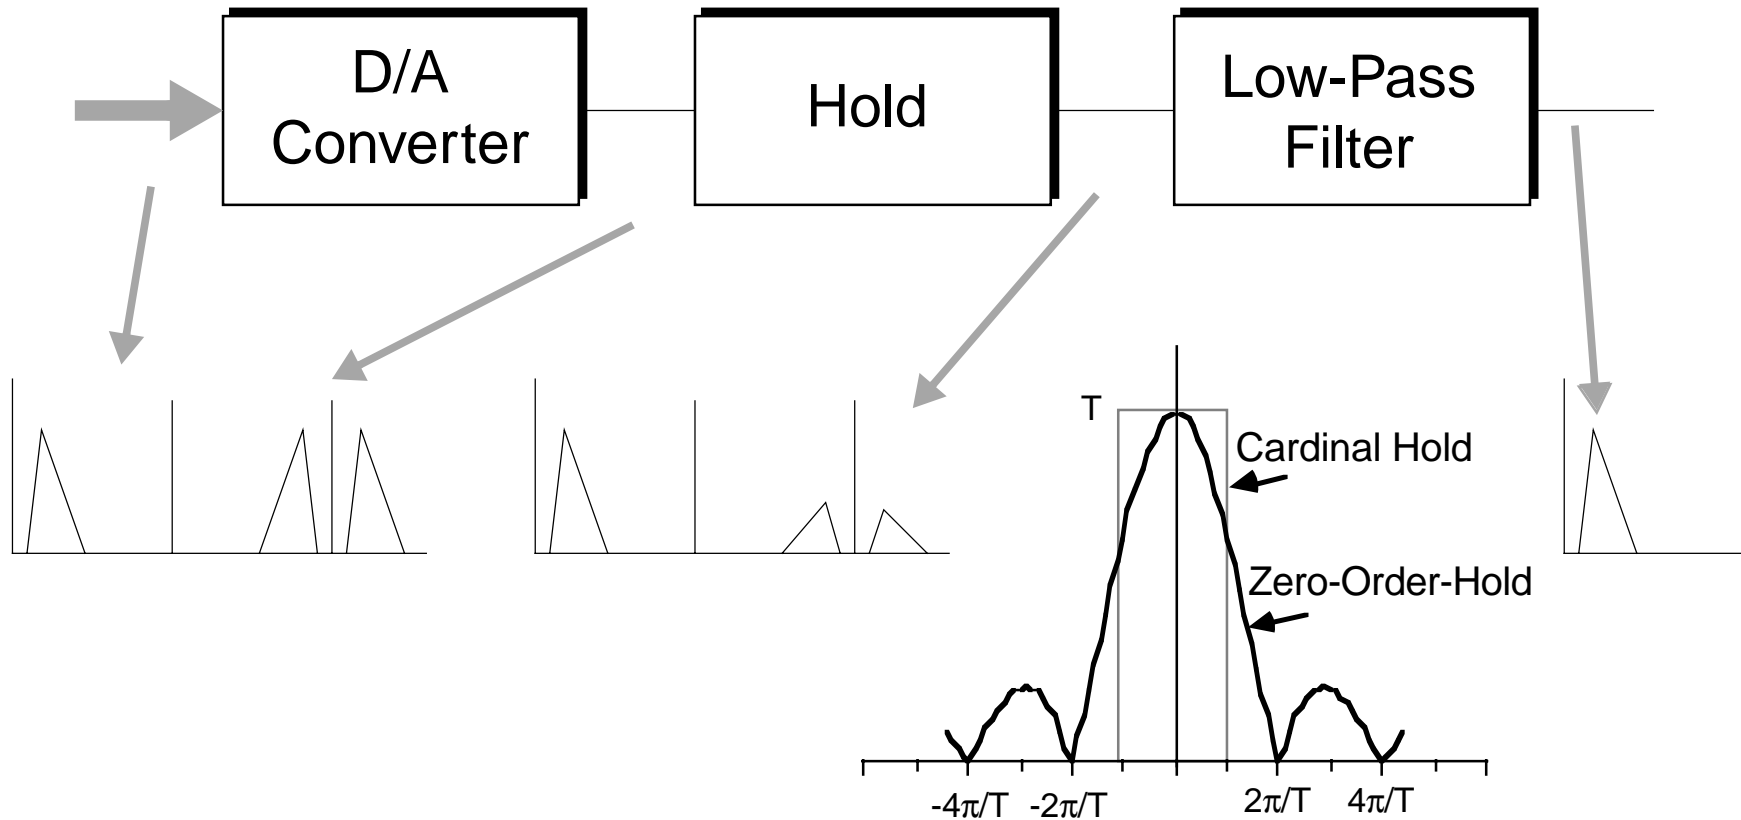 D/A
Converter
Hold
Low-Pass
Filter
T
Cardinal Hold
Zero-Order-Hold
-4π/T
-2π/T
2π/T
4π/T